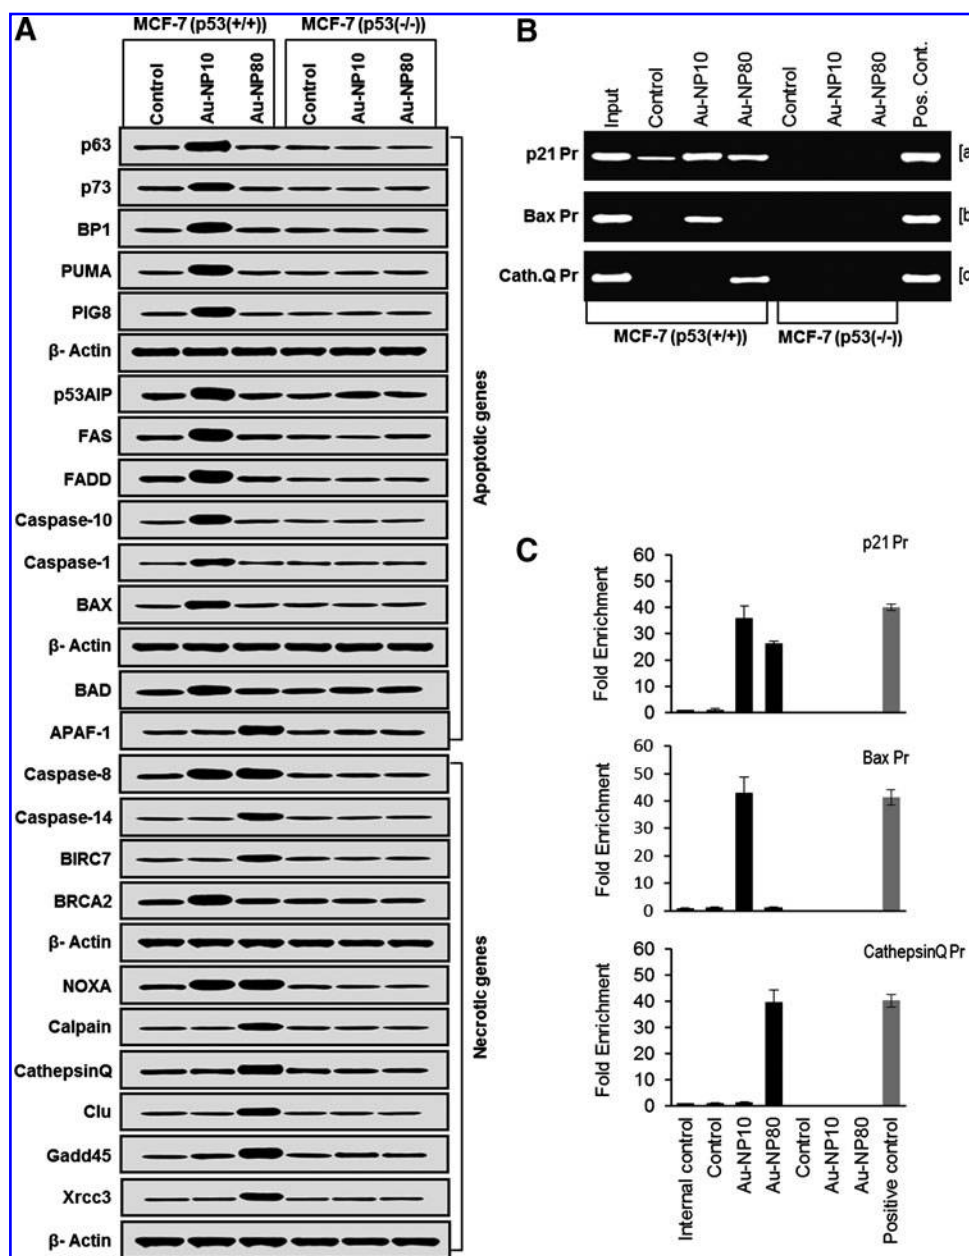 A
MCF-7 (p53(+/+))
MCF-7 (p53(-/-))
Control
Au-NP10
Au-NP80
Control
Au-NP10
Au-NP80
p63
p73
BP1
PUMA
PIG8
β- Actin
p53AIP
FAS
FADD
Caspase-10
Caspase-1
BAX
β- Actin
BAD
APAF-1
Apoptotic genes
Caspase-8
Caspase-14
BIRC7
BRCA2
β- Actin
NOXA
Calpain
CathepsinQ
Clu
Gadd45
Xrcc3
β- Actin
Necrotic genes
B
Input
Control
Au-NP10
Au-NP80
Control
Au-NP10
Au-NP80
Pos. Cont.
p21 Pr
[a
Bax Pr
[b
Cath.Q Pr
MCF-7 (p53(+/+))
MCF-7 (p53(-/-))
C
p21 Pr
Fold Enrichment
60
50
40
30
20
10
0
Bax Pr
Fold Enrichment
60
50
40
30
20
10
0
CathepsinQ Pr
Fold Enrichment
60
50
40
30
20
10
0
Internal control
Control
Au-NP10
Au-NP80
Control
Au-NP10
Au-NP80
Positive control